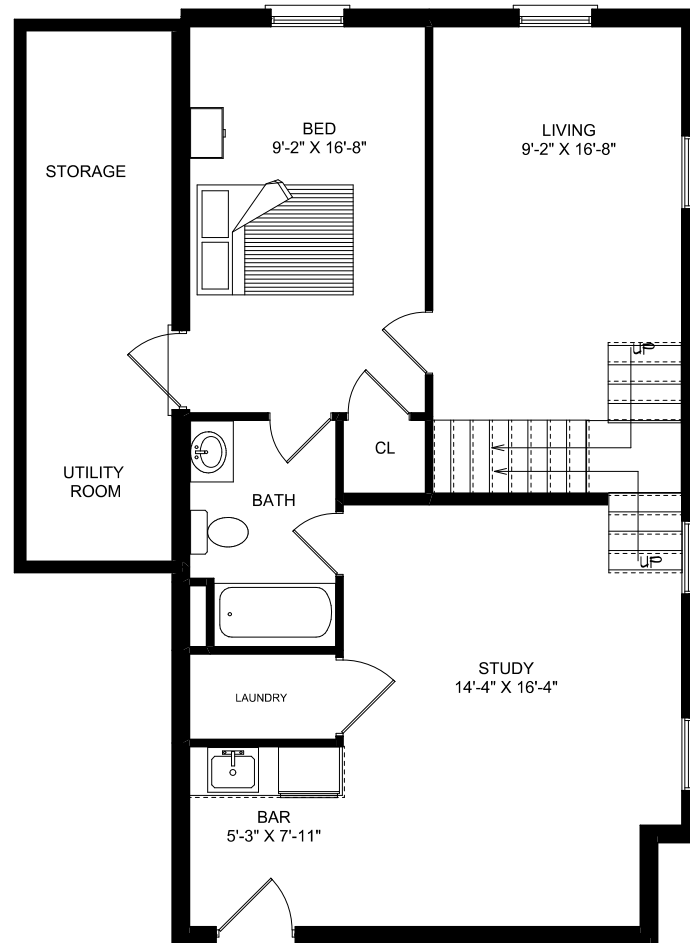 BED
9'-2" X 16'-8"
LIVING
9'-2" X 16'-8"
STORAGE
up
CL
UTILITY
ROOM
BATH
up
STUDY
14'-4" X 16'-4"
LAUNDRY
BAR
5'-3" X 7'-11"